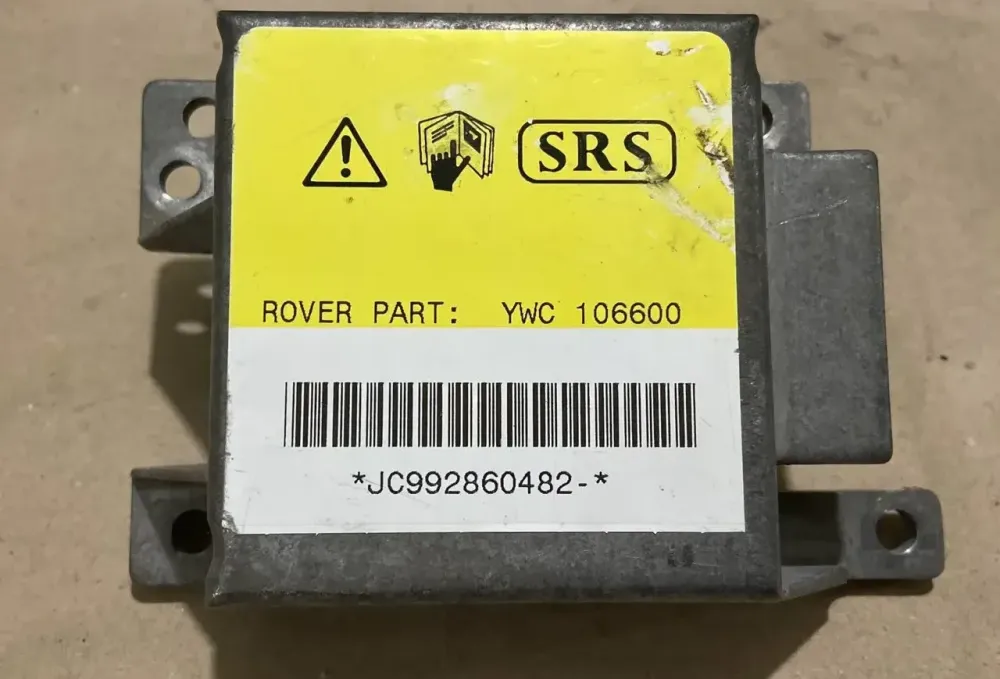 SRS
ROVER PART: YWC 106600
*JC992860482-*